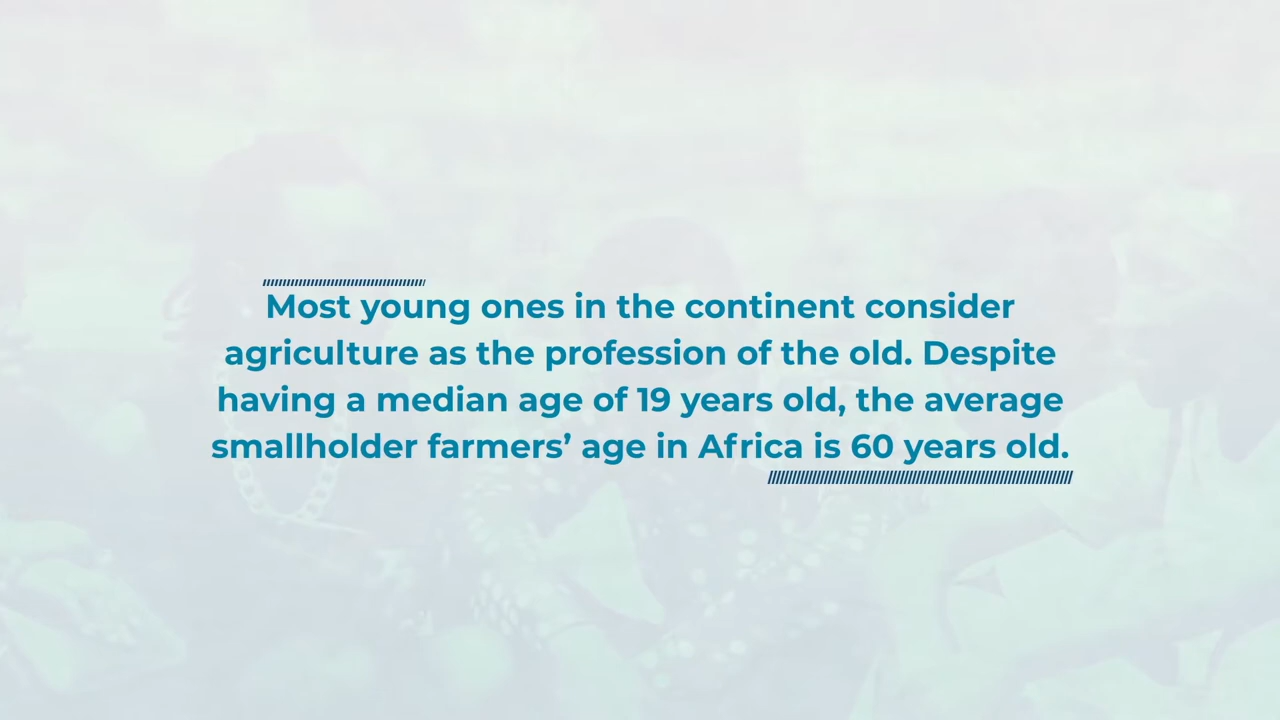 Most young ones in the continent consider
agriculture as the profession of the old. Despite
having a median age of 19 years old, the average
smallholder farmers’ age in Africa is 60 years old.